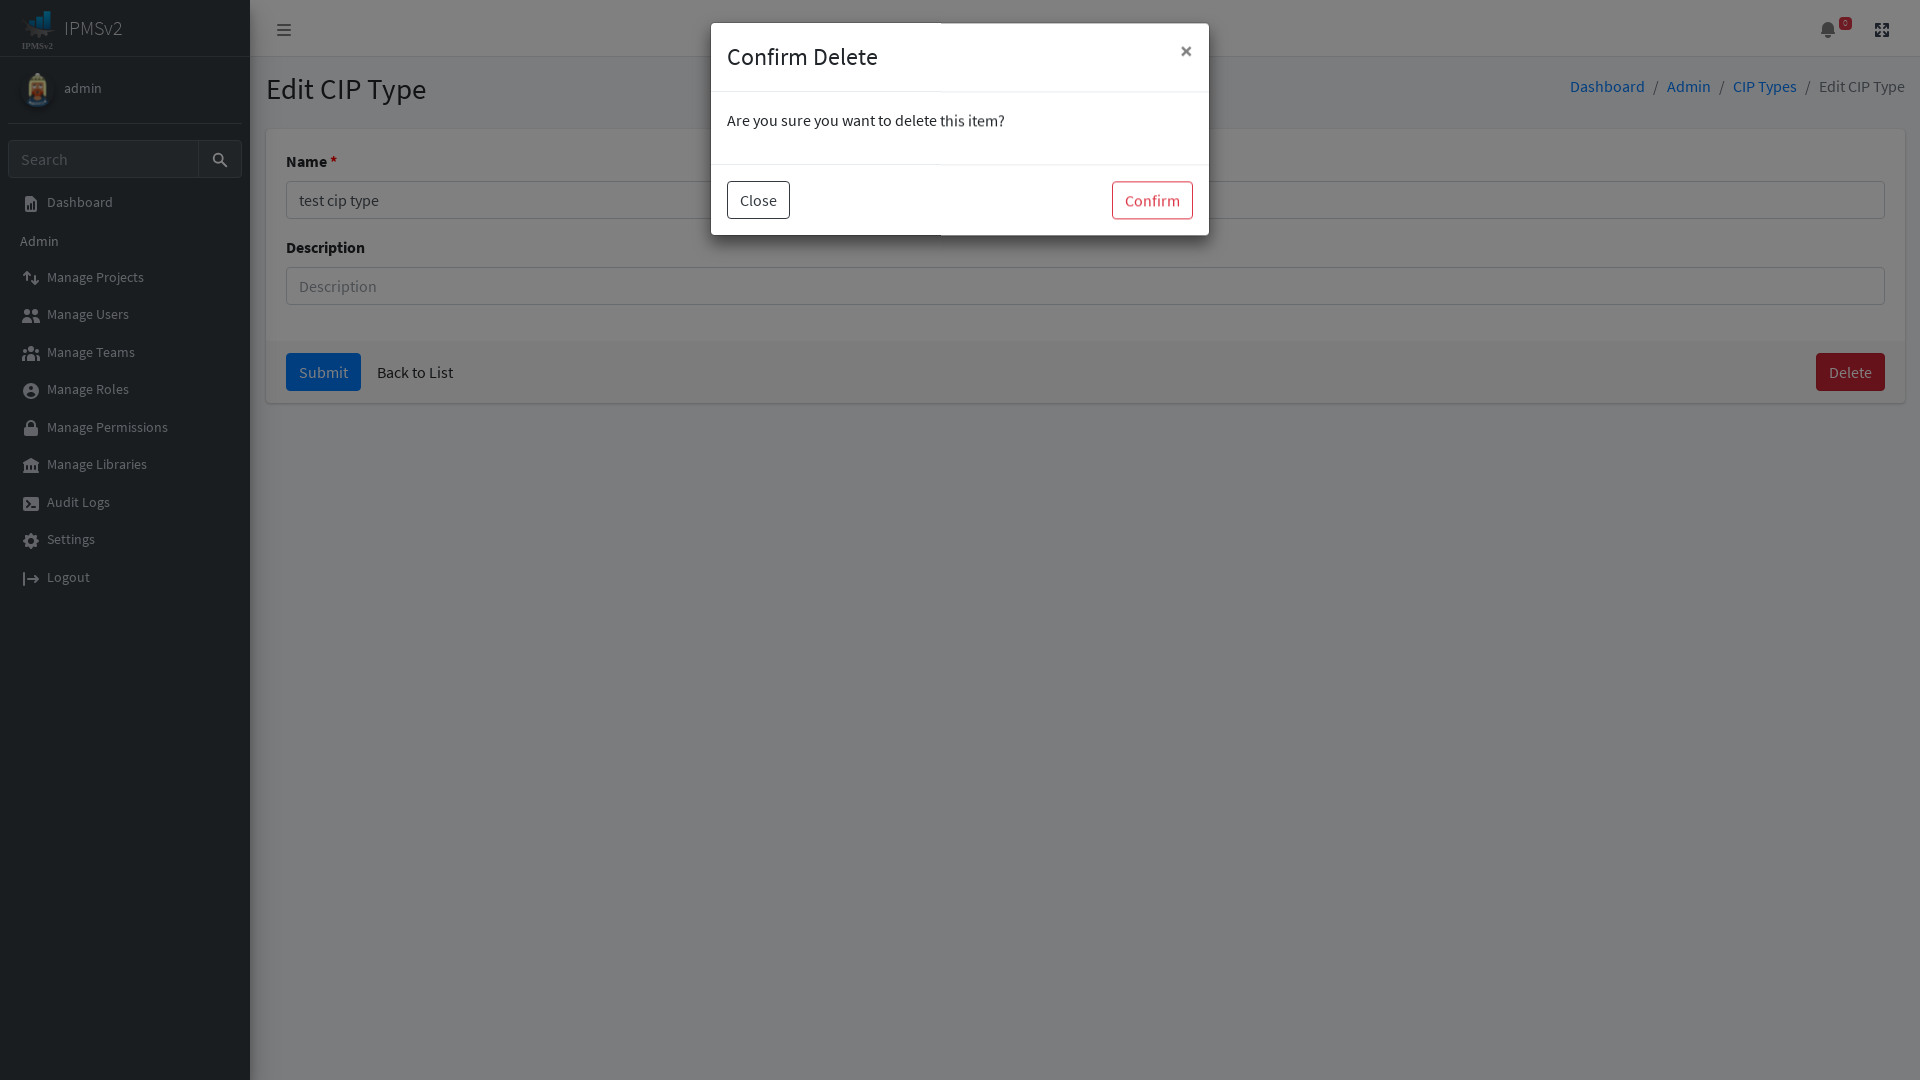 IPMSv2
IPMSv2
admin
Search
Dashboard
Admin
Manage Projects
Manage Users
Manage Teams
Manage Roles
Manage Permissions
Manage Libraries
Audit Logs
Settings
Logout
0
Edit CIP Type
Dashboard / Admin / CIP Types / Edit CIP Type
Name *
test cip type
Description
Description
Submit
Back to List
Delete
Confirm Delete
×
Are you sure you want to delete this item?
Close
Confirm